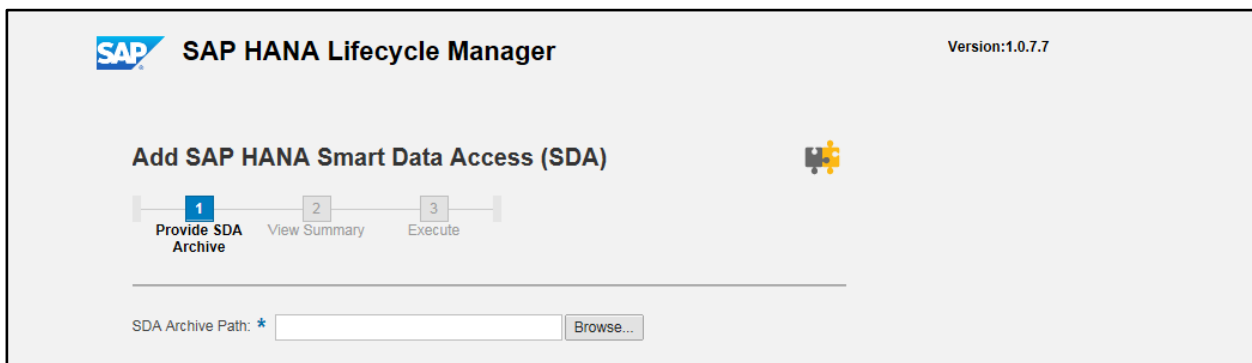 SAP SAP HANA Lifecycle Manager Version:1.0.7.7
Add SAP HANA Smart Data Access (SDA)
1 2 3
Provide SDA View Summary Execute
Archive
SDA Archive Path: * Browse...